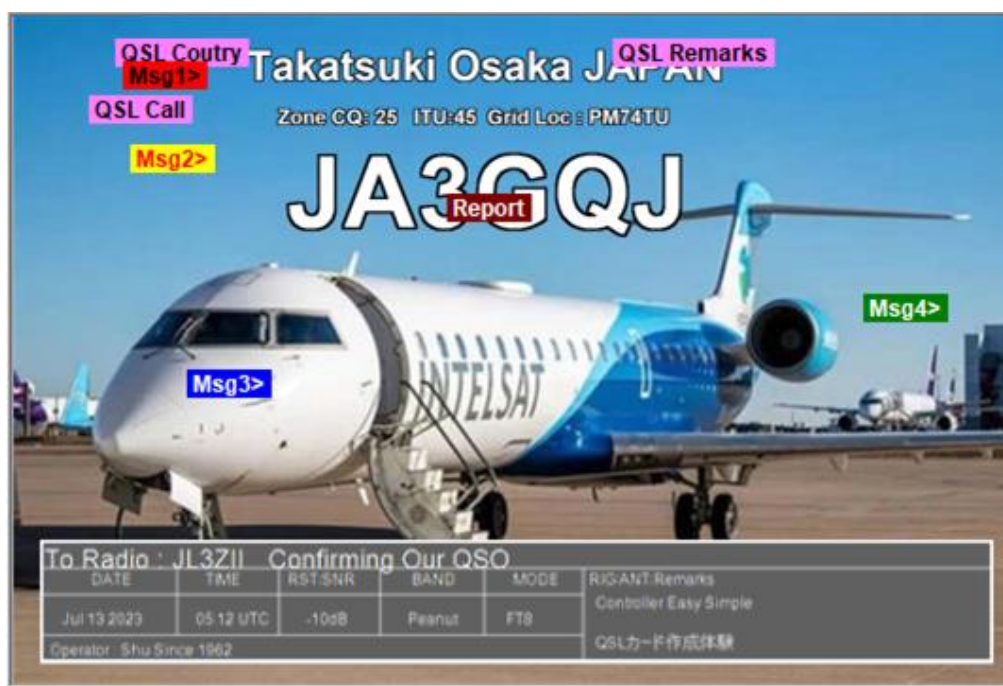 QSL Coutry
QSL Remarks
Takatsuki Osaka JAPAN
Msg1>
QSL Call
Zone CQ: 25 ITU:45 Grid Loc : PM74TU
Msg2>
JA3GQJ
Report
Msg4>
Msg3>
INTELSAT
To Radio : JL3ZII Confirming Our QSO
DATE TIME RST:SNR BAND MODE RIG:ANT:Remarks
Jul 13 2023 05:12 UTC -10dB Peanut FT8 Controller Easy Simple
Operator : Shu Since 1962 QSLカード作成体験